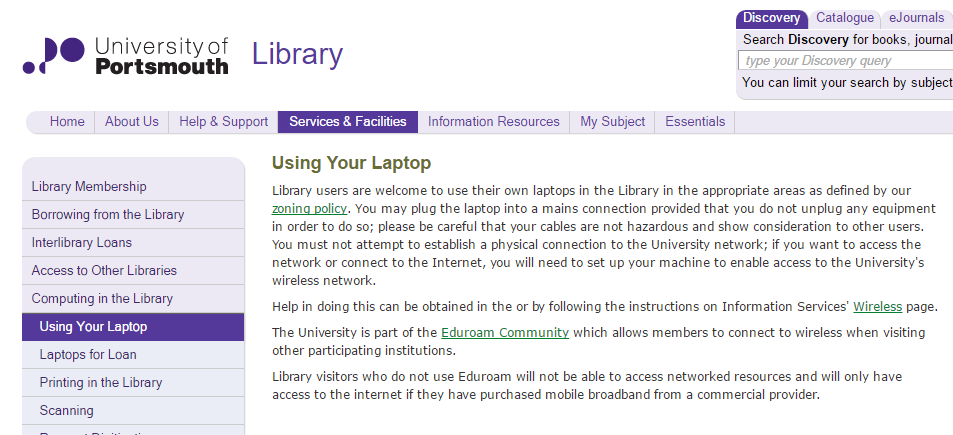 University of
Portsmouth
Library
Discovery Catalogue eJournals
Search Discovery for books, journal
type your Discovery query
You can limit your search by subject
Home About Us Help & Support Services & Facilities Information Resources My Subject Essentials
Library Membership
Borrowing from the Library
Interlibrary Loans
Access to Other Libraries
Computing in the Library
Using Your Laptop
Laptops for Loan
Printing in the Library
Scanning
Using Your Laptop
Library users are welcome to use their own laptops in the Library in the appropriate areas as defined by our
zoning policy. You may plug the laptop into a mains connection provided that you do not unplug any equipment
in order to do so; please be careful that your cables are not hazardous and show consideration to other users.
You must not attempt to establish a physical connection to the University network; if you want to access the
network or connect to the Internet, you will need to set up your machine to enable access to the University's
wireless network.
Help in doing this can be obtained in the or by following the instructions on Information Services' Wireless page.
The University is part of the Eduroam Community which allows members to connect to wireless when visiting
other participating institutions.
Library visitors who do not use Eduroam will not be able to access networked resources and will only have
access to the internet if they have purchased mobile broadband from a commercial provider.